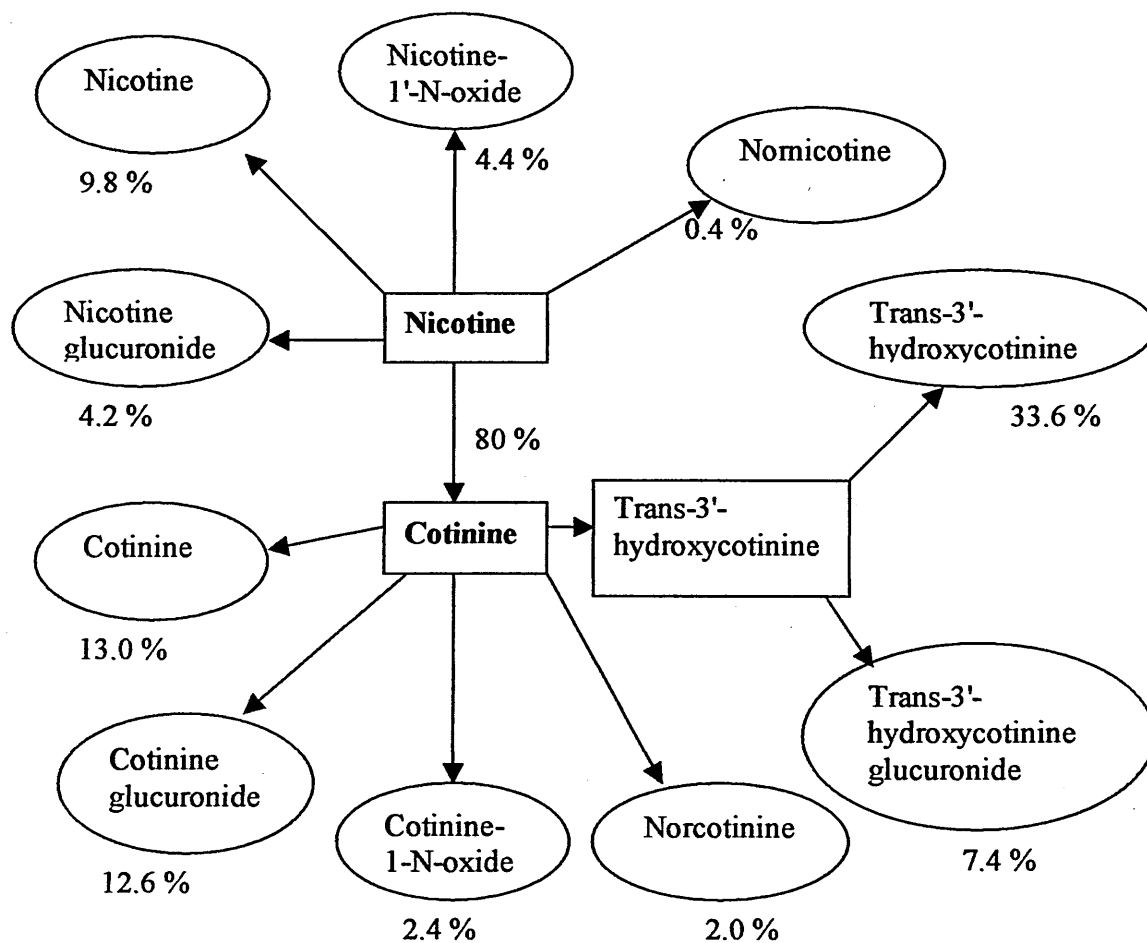 Nicotine
9.8 %
Nicotine-
1'-N-oxide
4.4 %
Nornicotine
0.4 %
Nicotine
glucuronide
4.2 %
Nicotine
80 %
Trans-3'-
hydroxycotinine
33.6 %
Cotinine
13.0 %
Cotinine
Trans-3'-
hydroxycotinine
Cotinine
glucuronide
12.6 %
Cotinine-
1-N-oxide
2.4 %
Norcotinine
2.0 %
Trans-3'-
hydroxycotinine
glucuronide
7.4 %